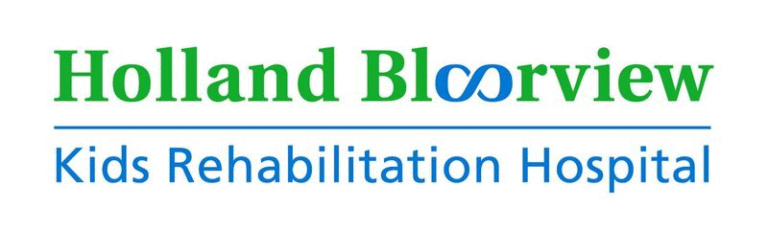 Holland Bloorview
Kids Rehabilitation Hospital